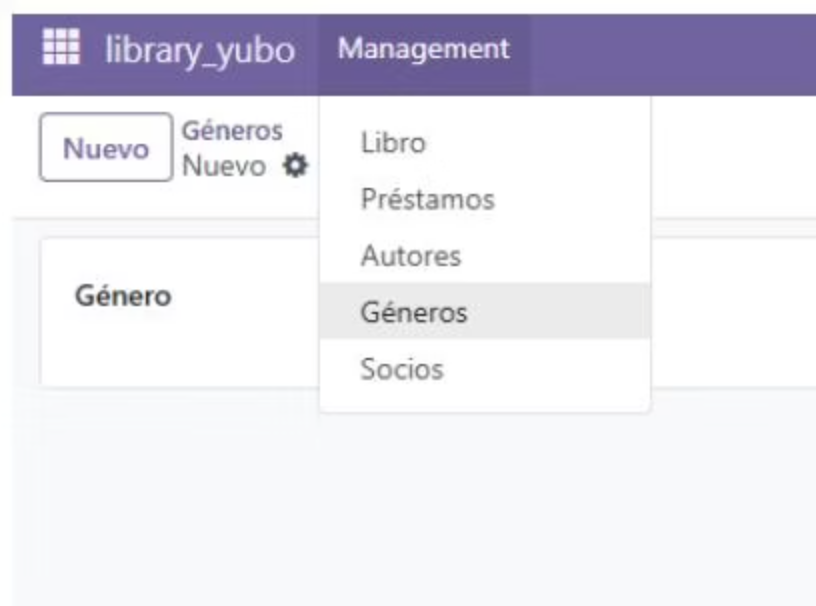 library_yubo Management
Nuevo
Géneros
Nuevo
Libro
Préstamos
Autores
Géneros
Socios
Género